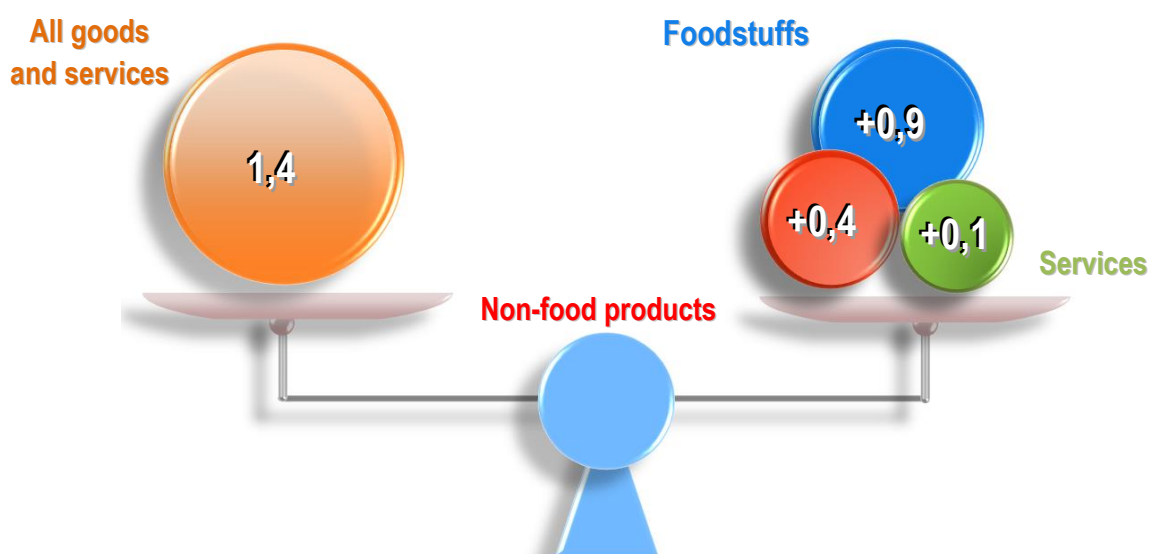 All goods
and services
1,4
Foodstuffs
+0,9
+0,4
+0,1
Services
Non-food products